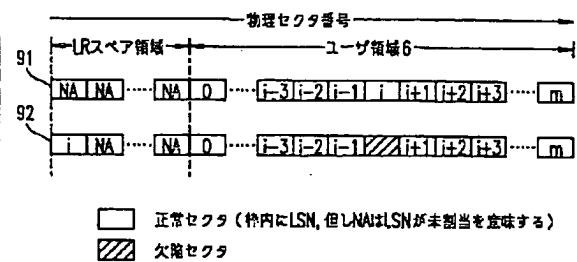 物理セクタ番号
LRスペア領域 ユーザ領域6
91
NA NA ‥‥ NA 0 ‥‥ i-3 i-2 i-1 i i+1 i+2 i+3 ‥‥ m
92
i NA ‥‥ NA 0 ‥‥ i-3 i-2 i-1 i+1 i+2 i+3 ‥‥ m
正常セクタ(枠内にLSN,但しNAはLSNが未割当を意味する)
欠陥セクタ